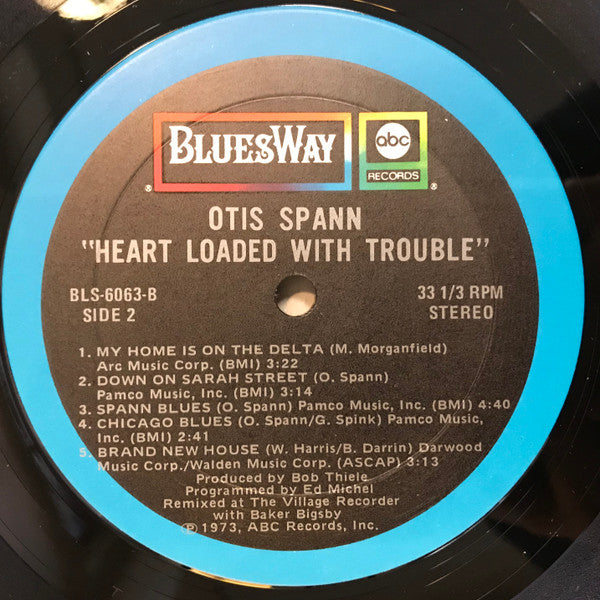 BLUESWAY
abc
RECORDS
®
®
OTIS SPANN
"HEART LOADED WITH TROUBLE"
BLS-6063-B
33 1/3 RPM
SIDE 2
STEREO
1. MY HOME IS ON THE DELTA (M. Morganfield)
Arc Music Corp. (BMI) 3:22
2. DOWN ON SARAH STREET (O. Spann)
Pamco Music, Inc. (BMI) 3:14
3. SPANN BLUES (O. Spann) Pamco Music, Inc. (BMI) 4:40
4. CHICAGO BLUES (O. Spann/G. Spink) Pamco Music,
Inc. (BMI) 2:41
5. BRAND NEW HOUSE (W. Harris/B. Darrin) Darwood
Music Corp./Walden Music Corp. (ASCAP) 3:13
Produced by Bob Thiele
Programmed by Ed Michel
Remixed at The Village Recorder
with Baker Bigsby
℗ 1973, ABC Records, Inc.